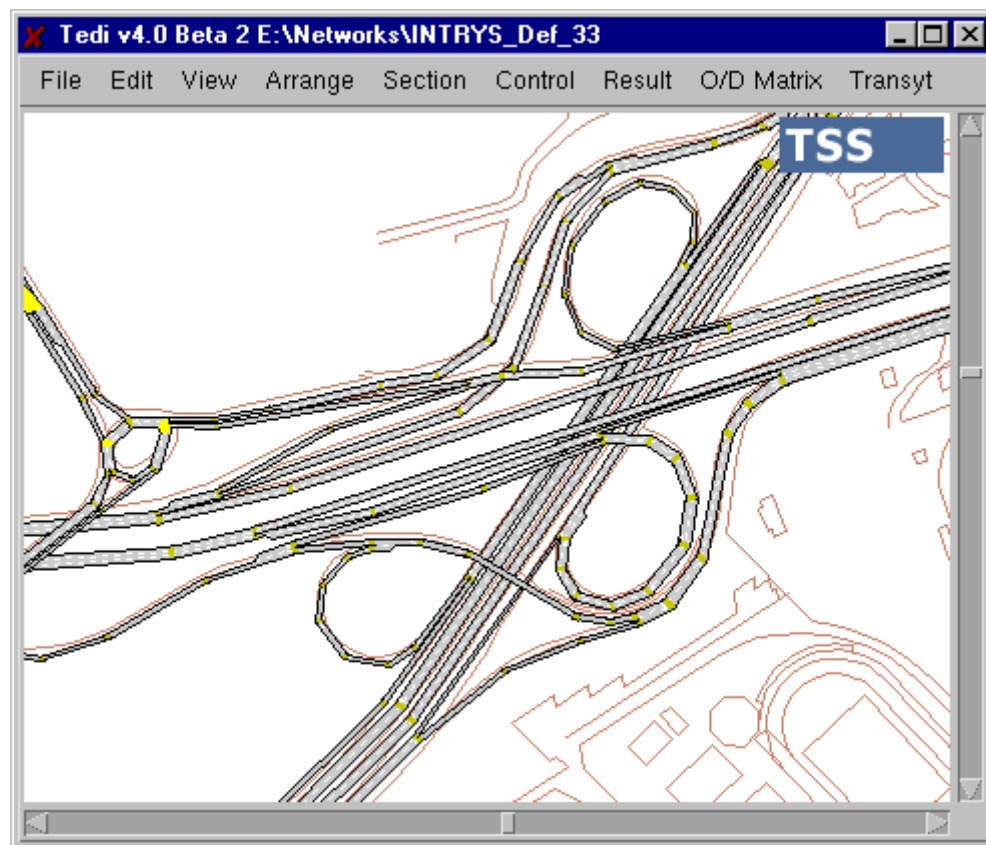 Tedi v4.0 Beta 2 E:\Networks\INTRYS_Def_33
File Edit View Arrange Section Control Result O/D Matrix Transyt
TSS